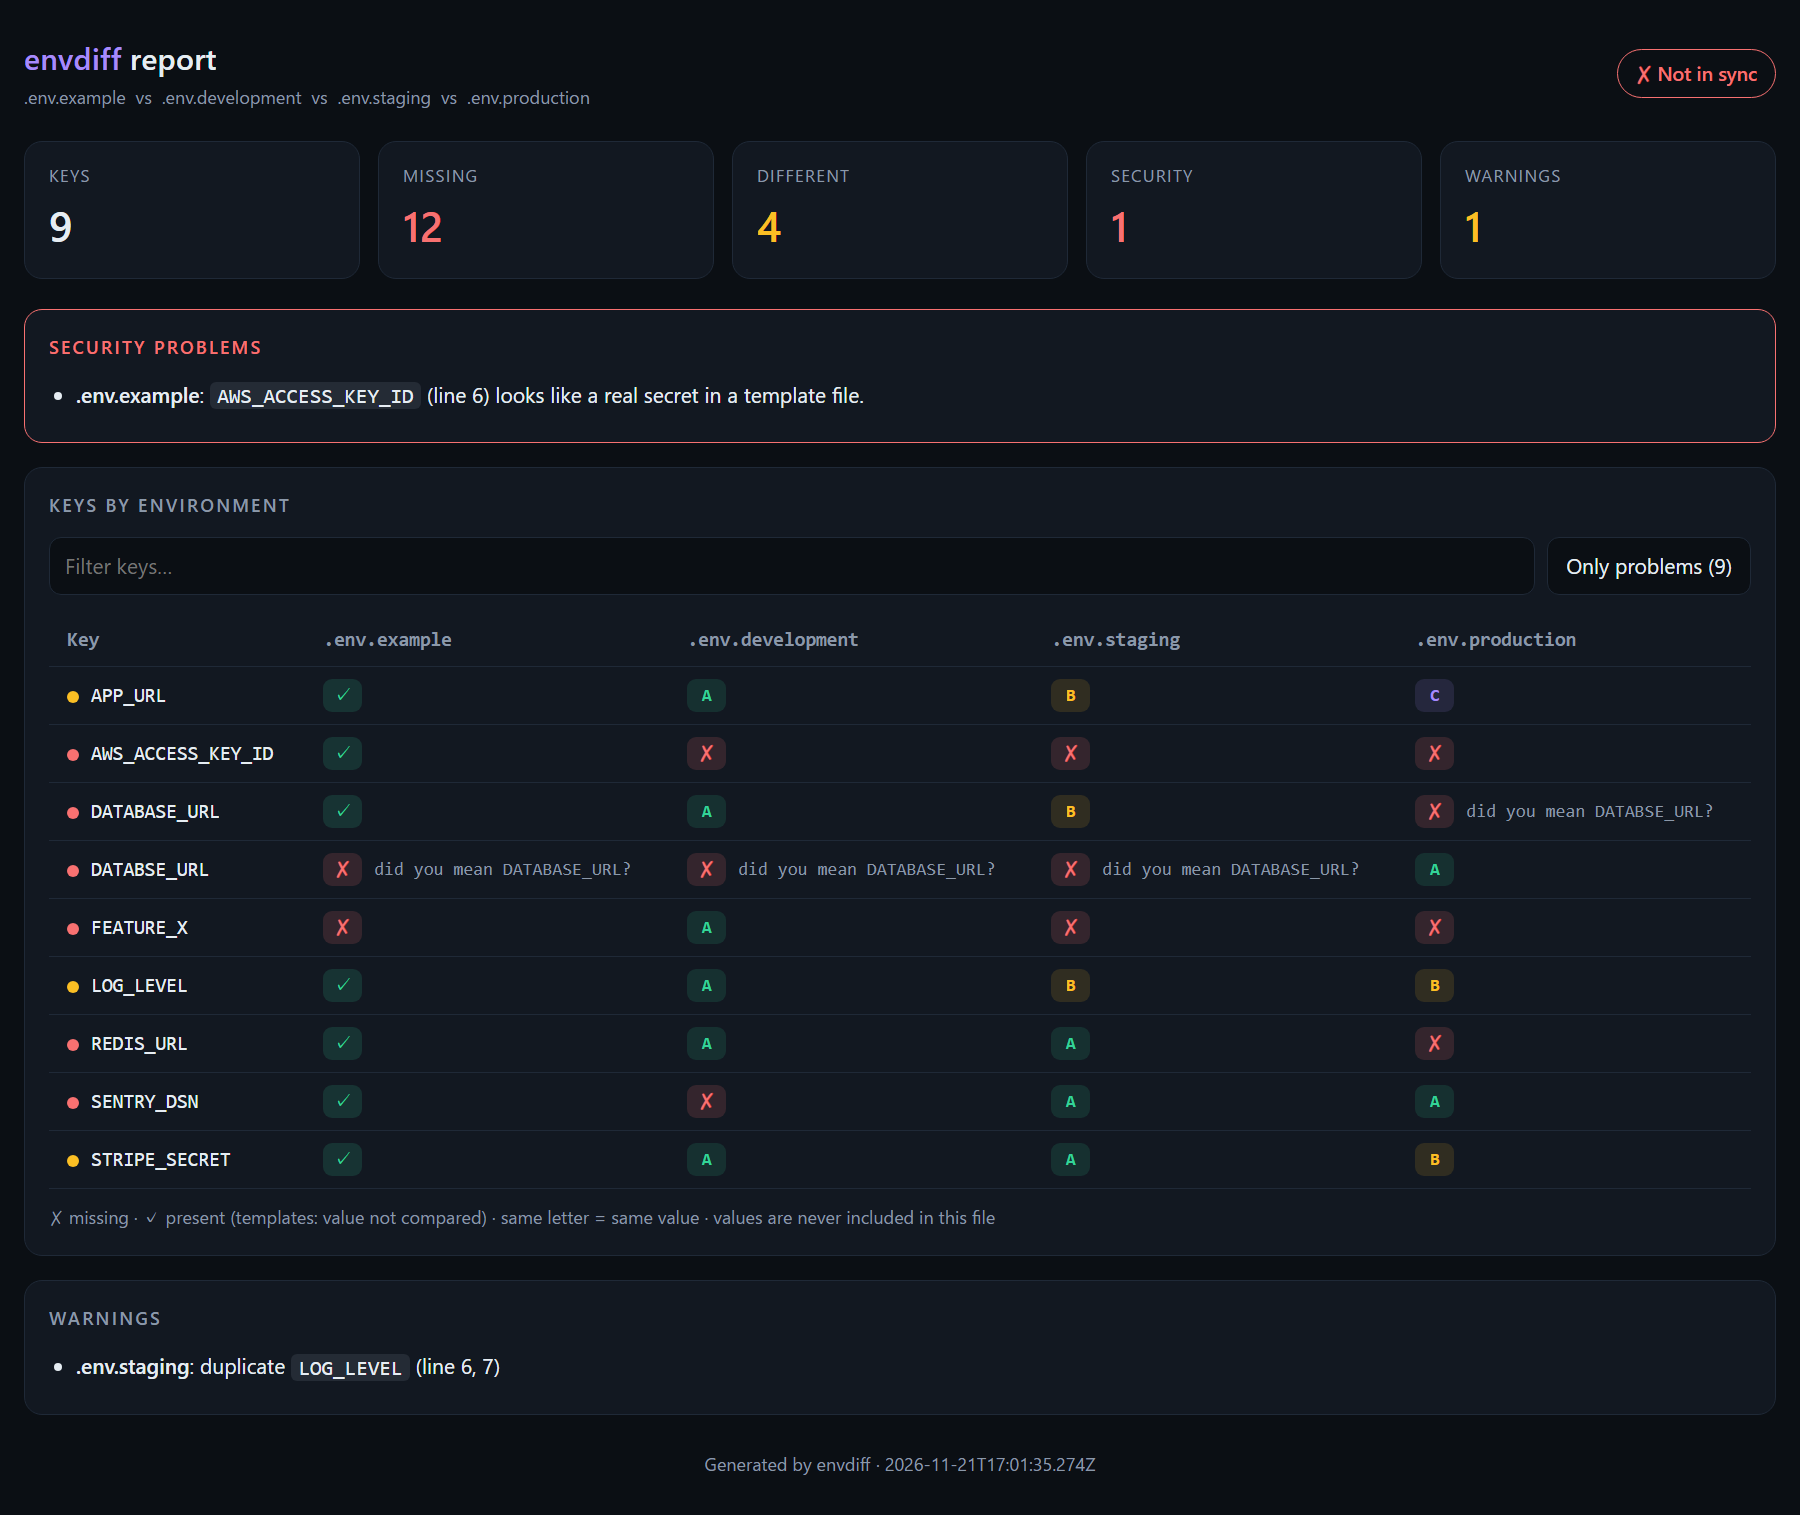 envdiff report
.env.example vs .env.development vs .env.staging vs .env.production
✗ Not in sync
KEYS
9
MISSING
12
DIFFERENT
4
SECURITY
1
WARNINGS
1
SECURITY PROBLEMS
• .env.example: AWS_ACCESS_KEY_ID (line 6) looks like a real secret in a template file.
KEYS BY ENVIRONMENT
Filter keys...
Only problems (9)
Key .env.example .env.development .env.staging .env.production
APP_URL ✓ A B C
AWS_ACCESS_KEY_ID ✓ ✗ ✗ ✗
DATABASE_URL ✓ A B ✗ did you mean DATABSE_URL?
DATABSE_URL ✗ did you mean DATABASE_URL? ✗ did you mean DATABASE_URL? ✗ did you mean DATABASE_URL? A
FEATURE_X ✗ A ✗ ✗
LOG_LEVEL ✓ A B B
REDIS_URL ✓ A A ✗
SENTRY_DSN ✓ ✗ A A
STRIPE_SECRET ✓ A A B
✗ missing · ✓ present (templates: value not compared) · same letter = same value · values are never included in this file
WARNINGS
• .env.staging: duplicate LOG_LEVEL (line 6, 7)
Generated by envdiff · 2026-11-21T17:01:35.274Z